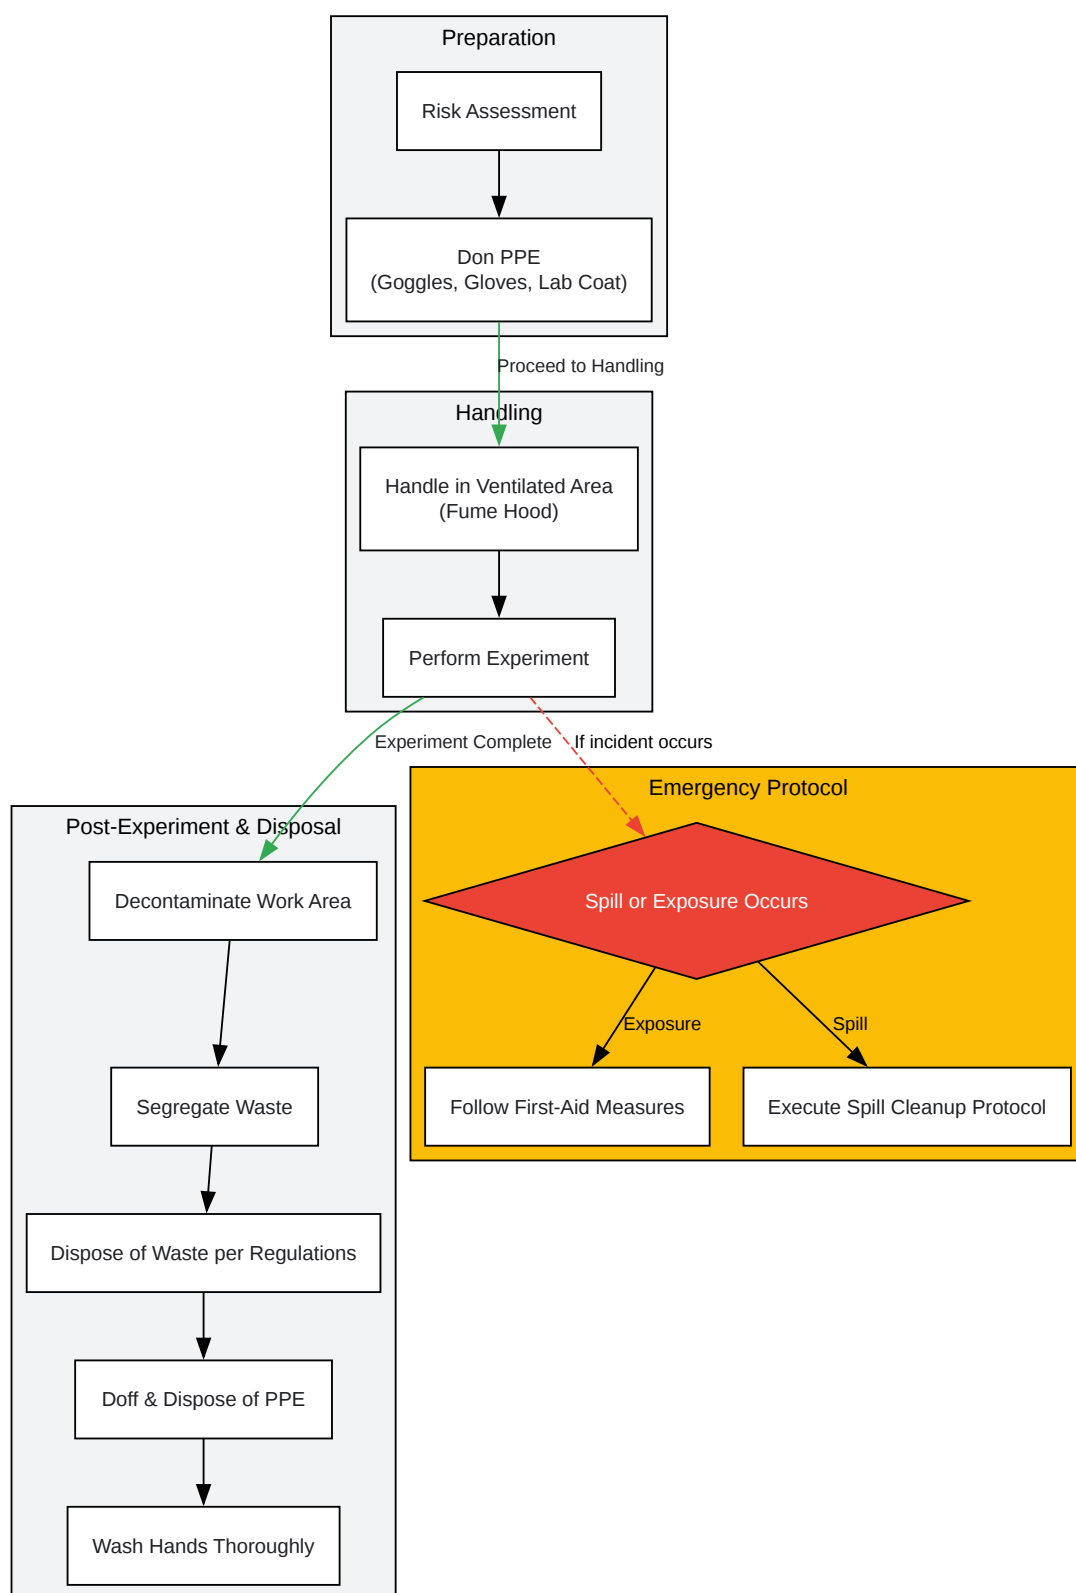 Preparation
Risk Assessment
Don PPE
(Goggles, Gloves, Lab Coat)
Proceed to Handling
Handling
Handle in Ventilated Area
(Fume Hood)
Perform Experiment
Experiment Complete
If incident occurs
Post-Experiment & Disposal
Decontaminate Work Area
Segregate Waste
Dispose of Waste per Regulations
Doff & Dispose of PPE
Wash Hands Thoroughly
Emergency Protocol
Spill or Exposure Occurs
Exposure
Spill
Follow First-Aid Measures
Execute Spill Cleanup Protocol